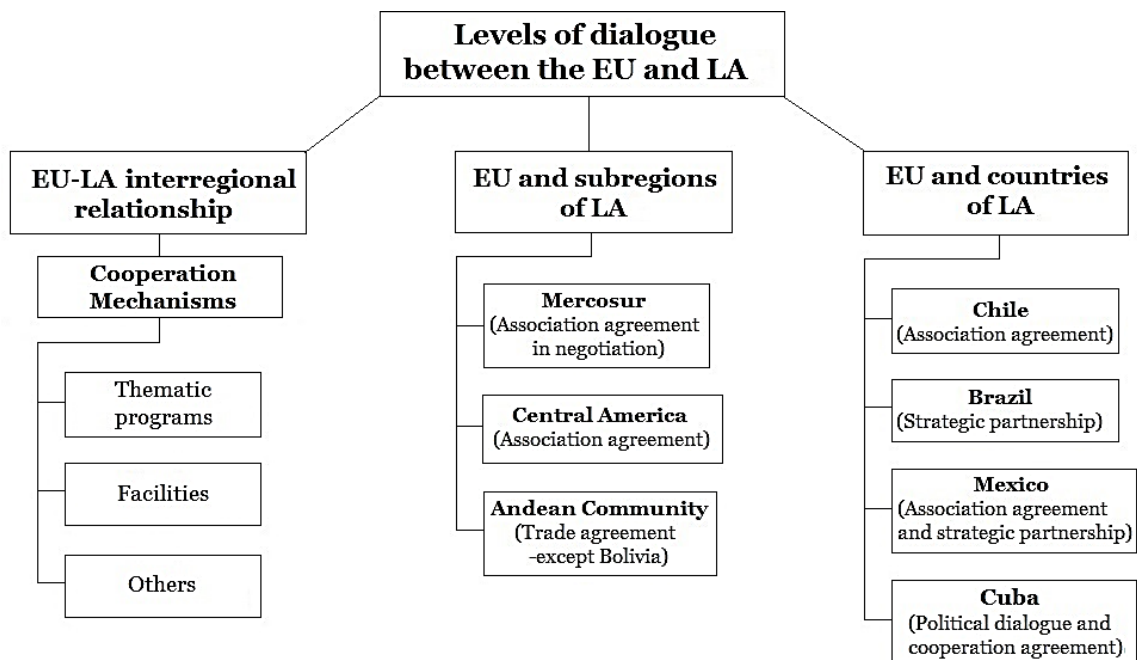 Levels of dialogue
between the EU and LA
EU-LA interregional
relationship
Cooperation
Mechanisms
Thematic
programs
Facilities
Others
EU and subregions
of LA
Mercosur
(Association agreement
in negotiation)
Central America
(Association agreement)
Andean Community
(Trade agreement
-except Bolivia)
EU and countries
of LA
Chile
(Association agreement)
Brazil
(Strategic partnership)
Mexico
(Association agreement
and strategic partnership)
Cuba
(Political dialogue and
cooperation agreement)